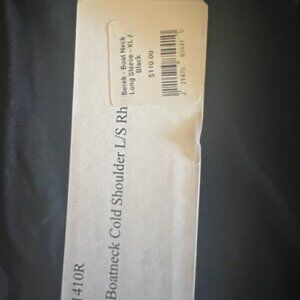 Berek - Boat Neck
Long Sleeve - XL /
Black
$110.00
1410R
Boatneck Cold Shoulder L/S Rh